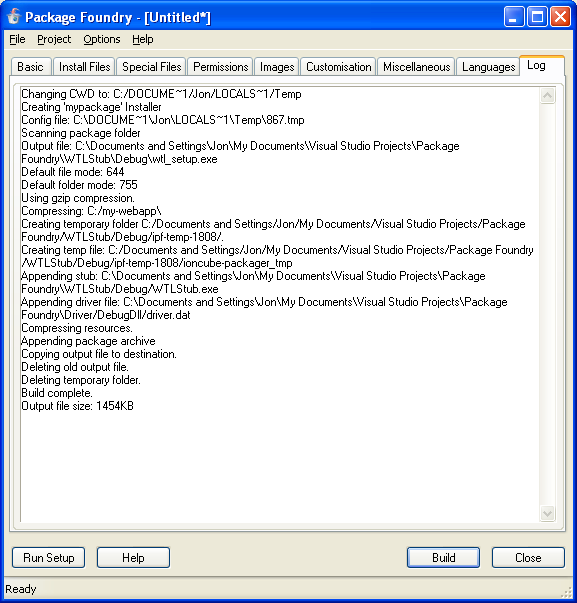 Package Foundry - [Untitled*]
File Project Options Help
Basic Install Files Special Files Permissions Images Customisation Miscellaneous Languages Log
Changing CWD to: C:/DOCUME~1/Jon/LOCALS~1/Temp
Creating 'mypackage' Installer
Config file: C:\DOCUME~1\Jon\LOCALS~1\Temp\867.tmp
Scanning package folder
Output file: C:\Documents and Settings\Jon\My Documents\Visual Studio Projects\Package
Foundry\WTLStub\Debug\wtl_setup.exe
Default file mode: 644
Default folder mode: 755
Using gzip compression.
Compressing: C:/my-webapp\
Creating temporary folder C:/Documents and Settings/Jon/My Documents/Visual Studio Projects/Package
Foundry/WTLStub/Debug/ipf-temp-1808/.
Creating temp file: C:/Documents and Settings/Jon/My Documents/Visual Studio Projects/Package Foundry
/WTLStub/Debug/ipf-temp-1808/ioncube-packager_tmp
Appending stub: C:\Documents and Settings\Jon\My Documents\Visual Studio Projects\Package
Foundry\WTLStub\Debug\WTLStub.exe
Appending driver file: C:\Documents and Settings\Jon\My Documents\Visual Studio Projects\Package
Foundry\Driver/DebugDll/driver.dat
Compressing resources.
Appending package archive
Copying output file to destination.
Deleting old output file.
Deleting temporary folder.
Build complete.
Output file size: 1454KB
Run Setup Help Build Close
Ready